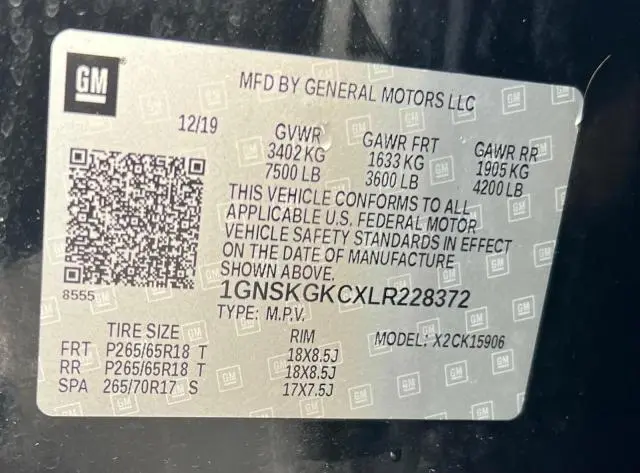 GM
MFD BY GENERAL MOTORS LLC
12/19 GVWR GAWR FRT GAWR RR
3402 KG 1633 KG 1905 KG
7500 LB 3600 LB 4200 LB
THIS VEHICLE CONFORMS TO ALL
APPLICABLE U.S. FEDERAL MOTOR
VEHICLE SAFETY STANDARDS IN EFFECT
ON THE DATE OF MANUFACTURE
SHOWN ABOVE.
8555 1GNSKGKCXLR228372
TYPE: M.P.V.
TIRE SIZE RIM MODEL: X2CK15906
FRT P265/65R18 T 18X8.5J
RR P265/65R18 T 18X8.5J
SPA 265/70R17 S 17X7.5J